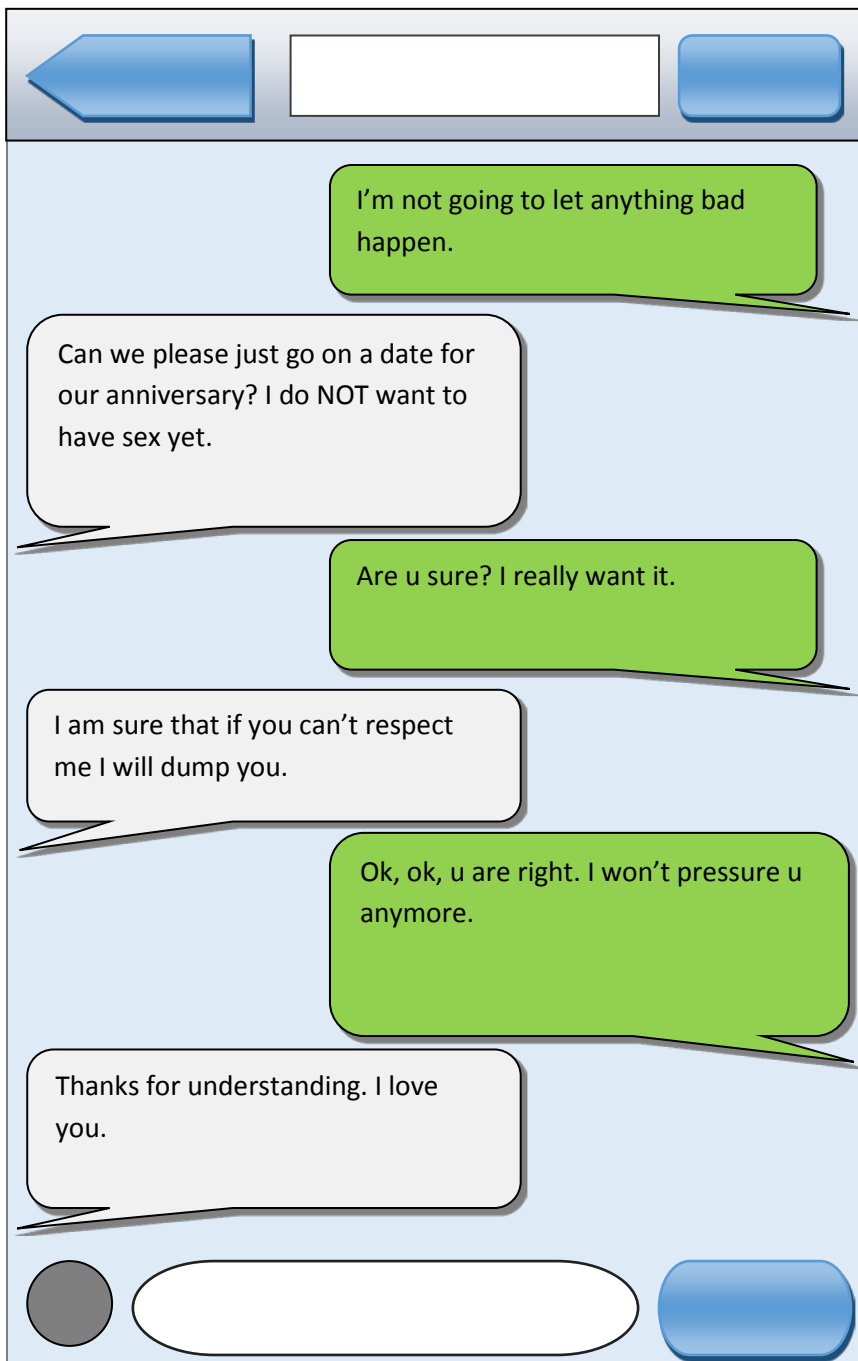 I’m not going to let anything bad
happen.
Can we please just go on a date for
our anniversary? I do NOT want to
have sex yet.
Are u sure? I really want it.
I am sure that if you can’t respect
me I will dump you.
Ok, ok, u are right. I won’t pressure u
anymore.
Thanks for understanding. I love
you.